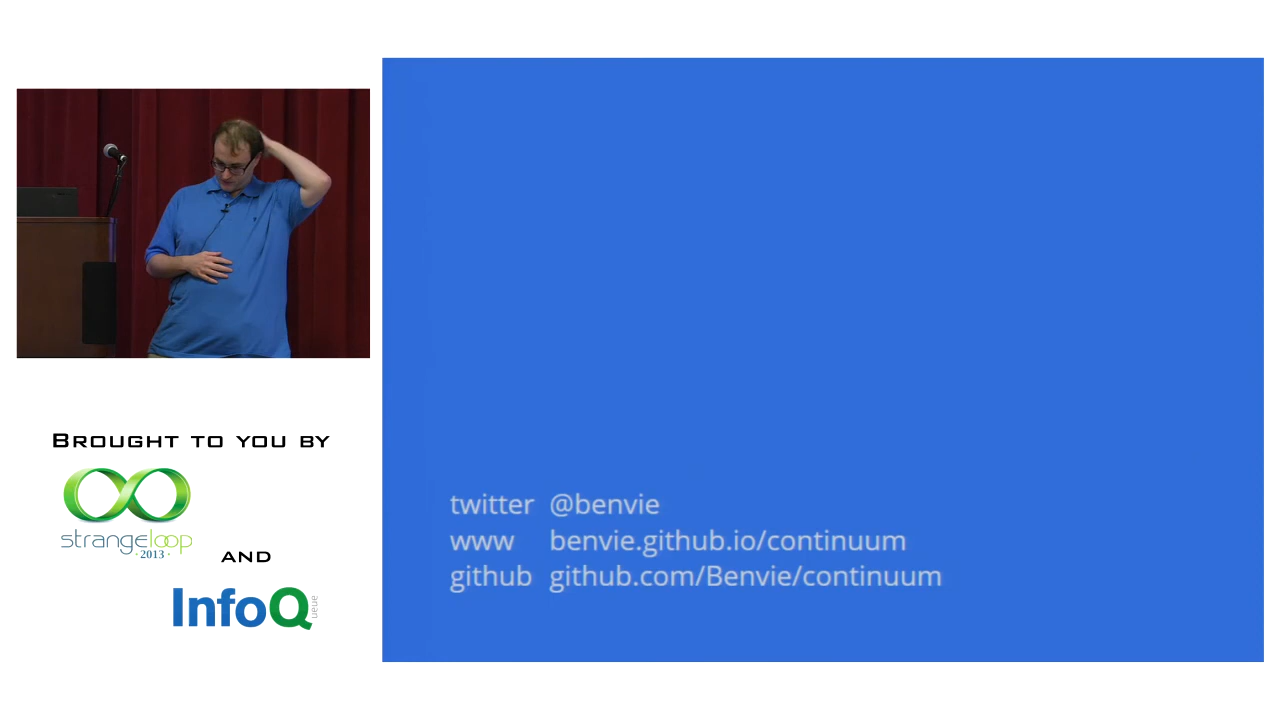 BROUGHT TO YOU BY
strangeloop
· 2013 ·
AND
InfoQ
ueue
twitter @benvie
www benvie.github.io/continuum
github github.com/Benvie/continuum